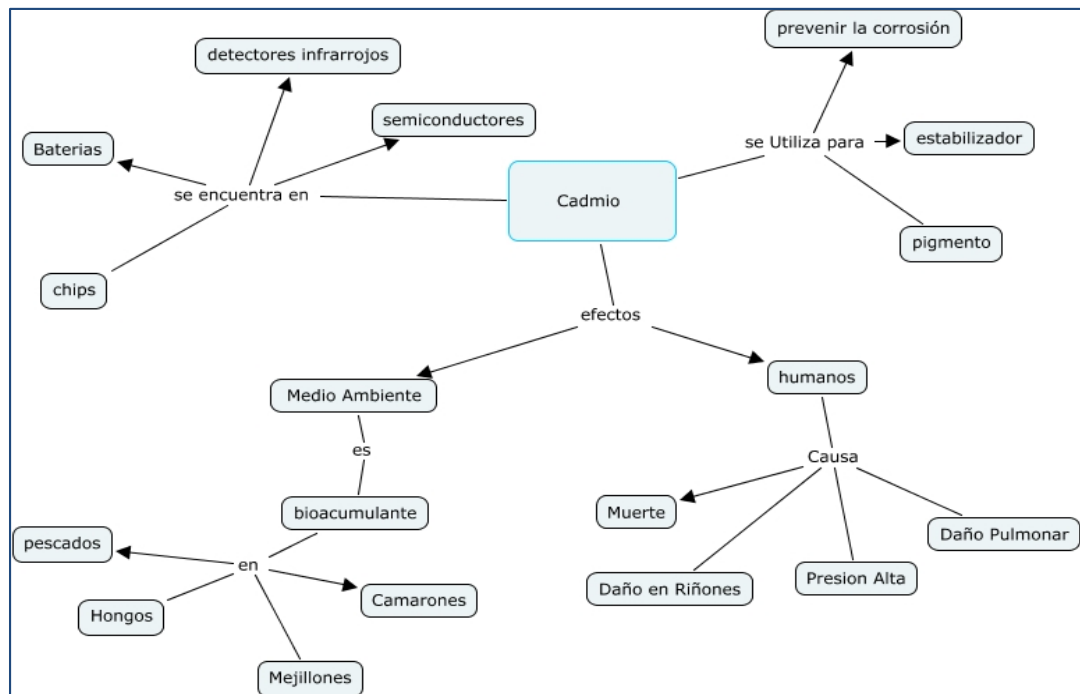 prevenir la corrosión
detectores infrarrojos
semiconductores
Baterias
se Utiliza para
estabilizador
se encuentra en
Cadmio
pigmento
chips
efectos
Medio Ambiente
humanos
es
Causa
bioacumulante
Muerte
Daño Pulmonar
pescados
en
Daño en Riñones
Presion Alta
Hongos
Camarones
Mejillones